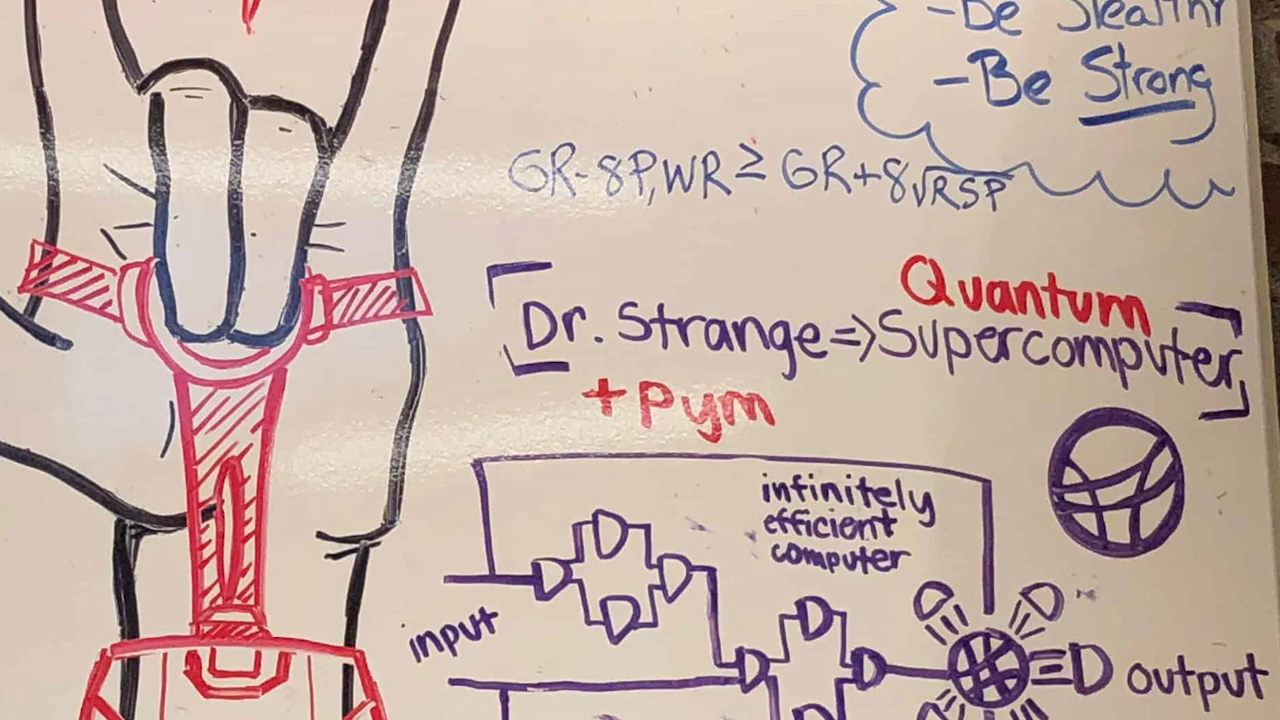 -Be Stealthy
-Be Strong
GR-8P,WR ≥ GR+8√RSP
Quantum
Dr. Strange => Supercomputer
+ Pym
infinitely
efficient
computer
input
output